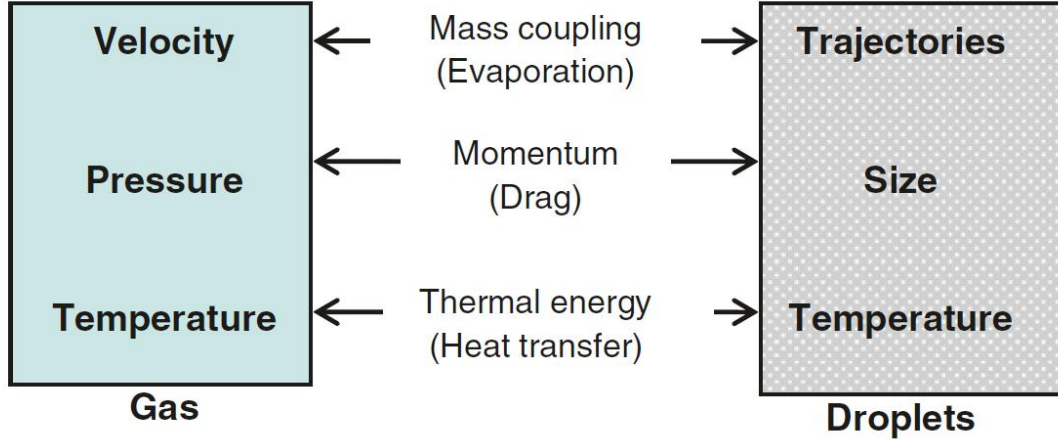 Velocity
Pressure
Temperature
Gas
Mass coupling
(Evaporation)
Momentum
(Drag)
Thermal energy
(Heat transfer)
Trajectories
Size
Temperature
Droplets